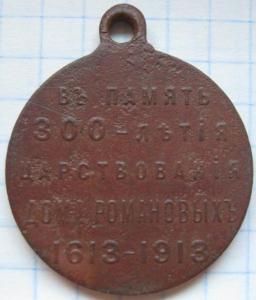 ВЪ ПАМЯТЬ
300-ЛѢТІЯ
ЦАРСТВОВАНІЯ
ДОМА РОМАНОВЫХЪ
1613-1913